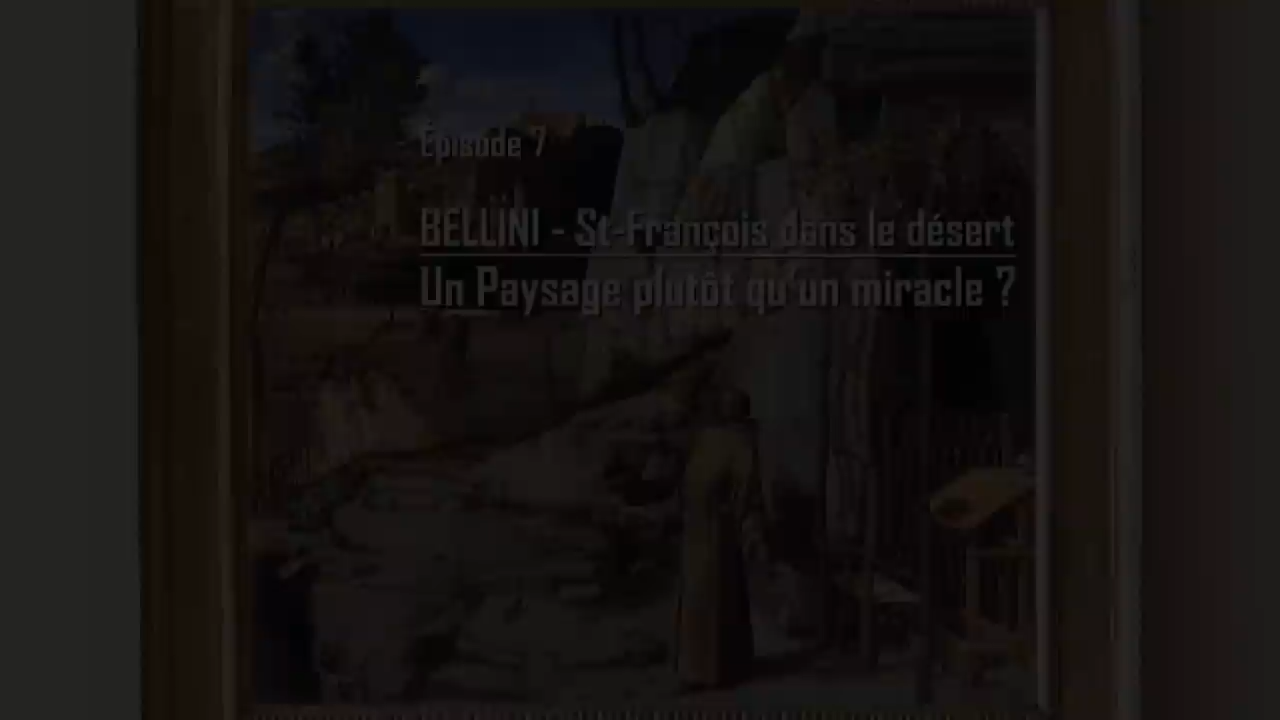 Épisode 7
BELLINI - St-François dans le désert
Un Paysage plutôt qu'un miracle ?